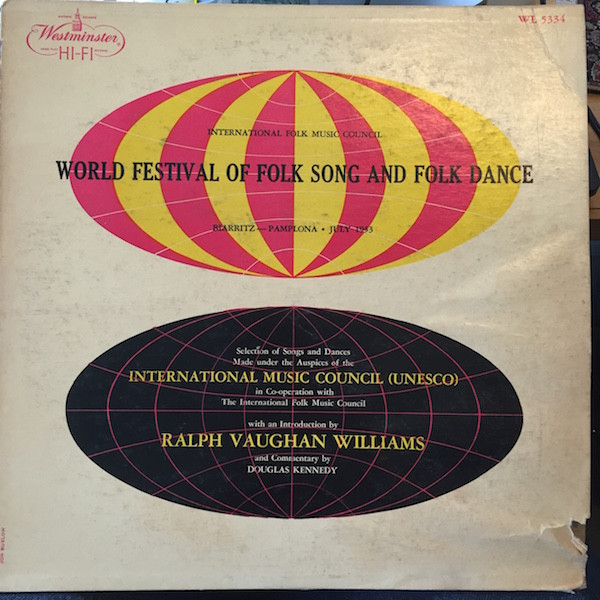 Westminster
HI-FI
WL 5334
INTERNATIONAL FOLK MUSIC COUNCIL
WORLD FESTIVAL OF FOLK SONG AND FOLK DANCE
BIARRITZ — PAMPLONA • JULY 1953
Selection of Songs and Dances
Made under the Auspices of the
INTERNATIONAL MUSIC COUNCIL (UNESCO)
in Co-operation with
The International Folk Music Council
with an Introduction by
RALPH VAUGHAN WILLIAMS
and Commentary by
DOUGLAS KENNEDY